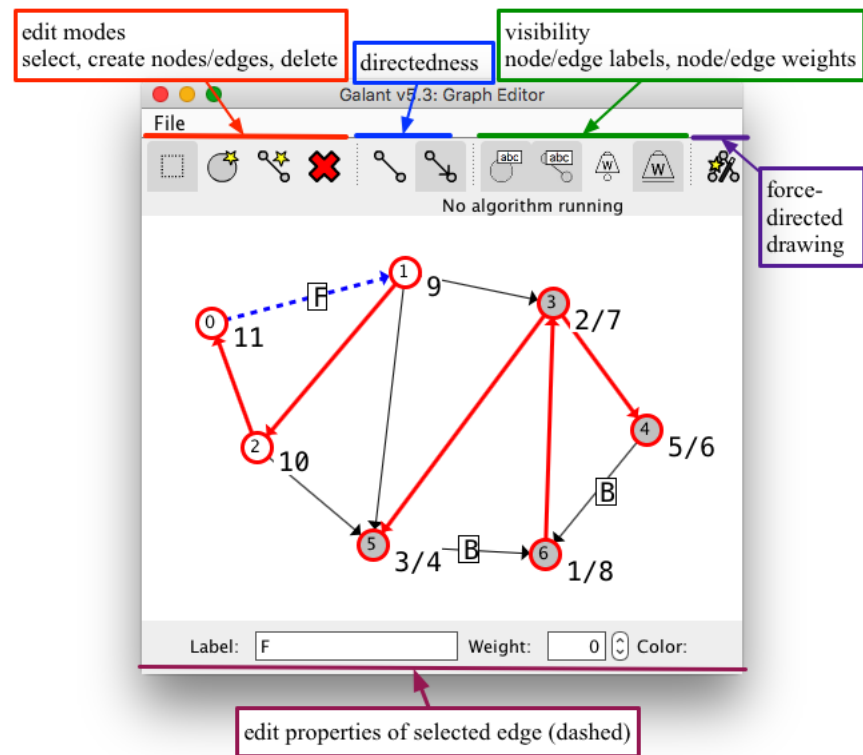 edit modes
select, create nodes/edges, delete
directedness
visibility
node/edge labels, node/edge weights
Galant v5.3: Graph Editor
File
abc
abc
W
W
force-
directed
drawing
No algorithm running
1
F
9
3
0
2/7
11
4
2
5/6
10
B
5
B
6
3/4
1/8
Label: F Weight: 0 Color:
edit properties of selected edge (dashed)